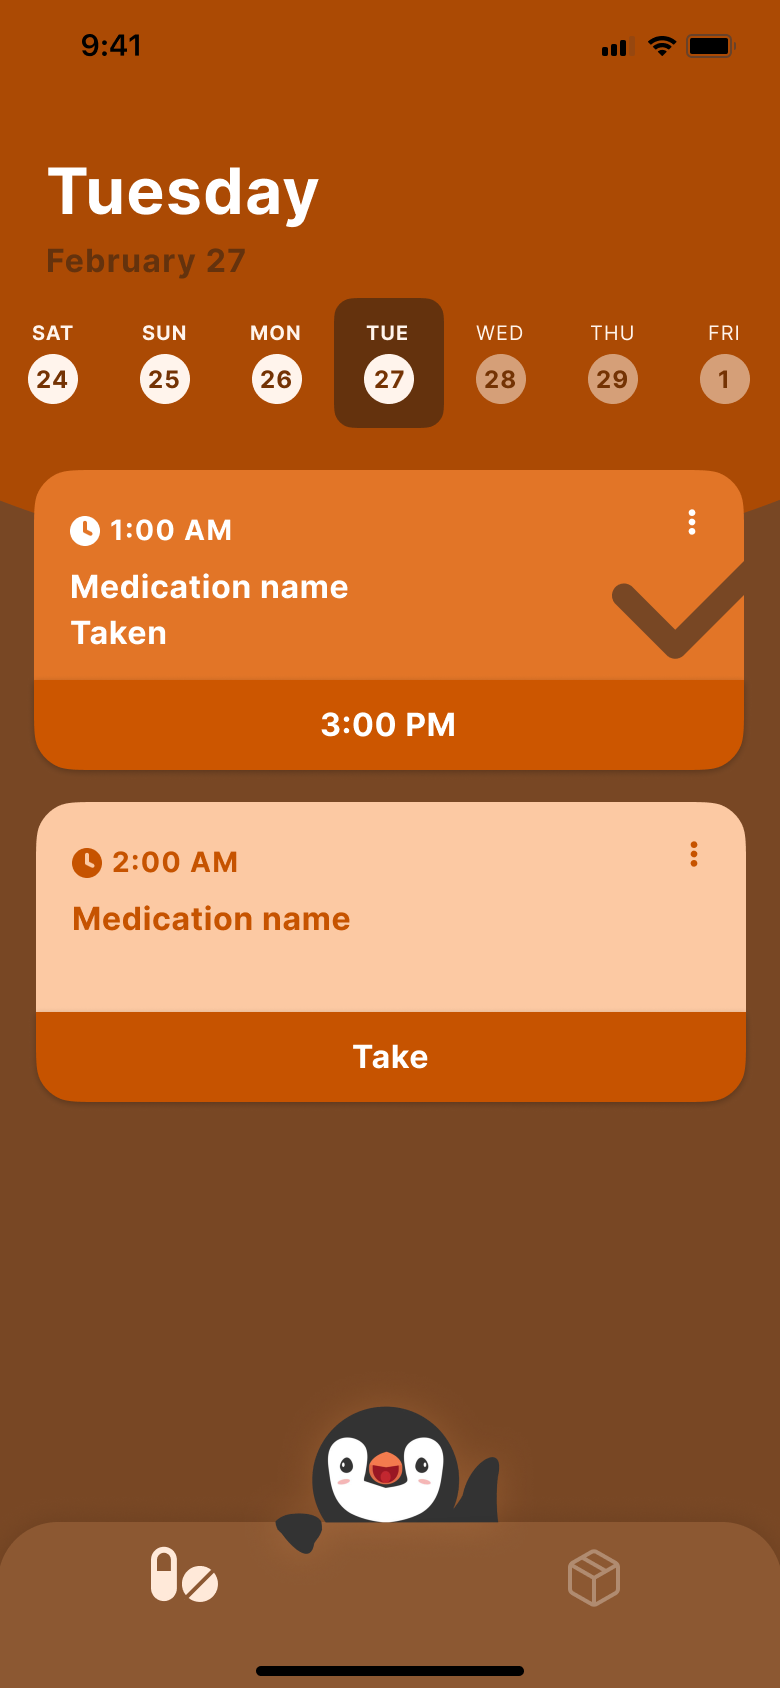 9:41
Tuesday
February 27
SAT SUN MON TUE WED THU FRI
24 25 26 27 28 29 1
1:00 AM
Medication name
Taken
3:00 PM
2:00 AM
Medication name
Take